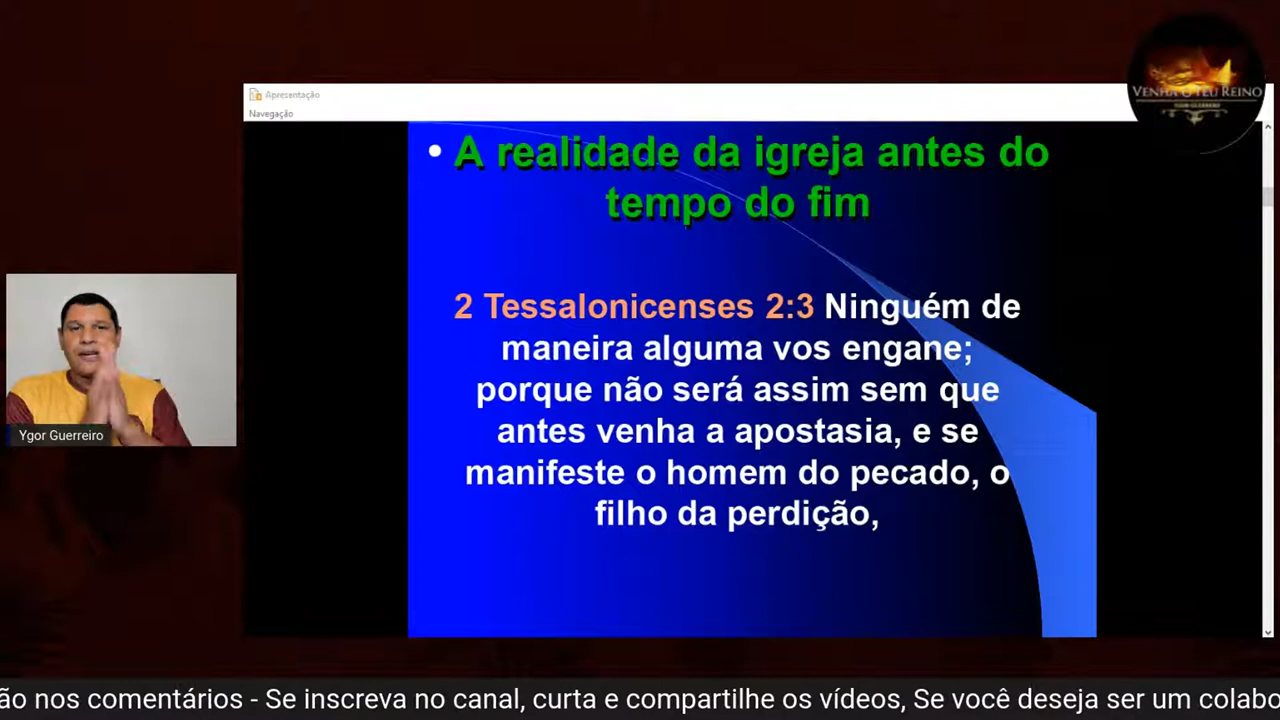 VENHA O TEU REINO
YGOR GUERREIRO
Apresentação
Navegação
• A realidade da igreja antes do
tempo do fim
2 Tessalonicenses 2:3 Ninguém de
maneira alguma vos engane;
porque não será assim sem que
antes venha a apostasia, e se
manifeste o homem do pecado, o
filho da perdição,
Ygor Guerreiro
ão nos comentários - Se inscreva no canal, curta e compartilhe os vídeos, Se você deseja ser um colabo